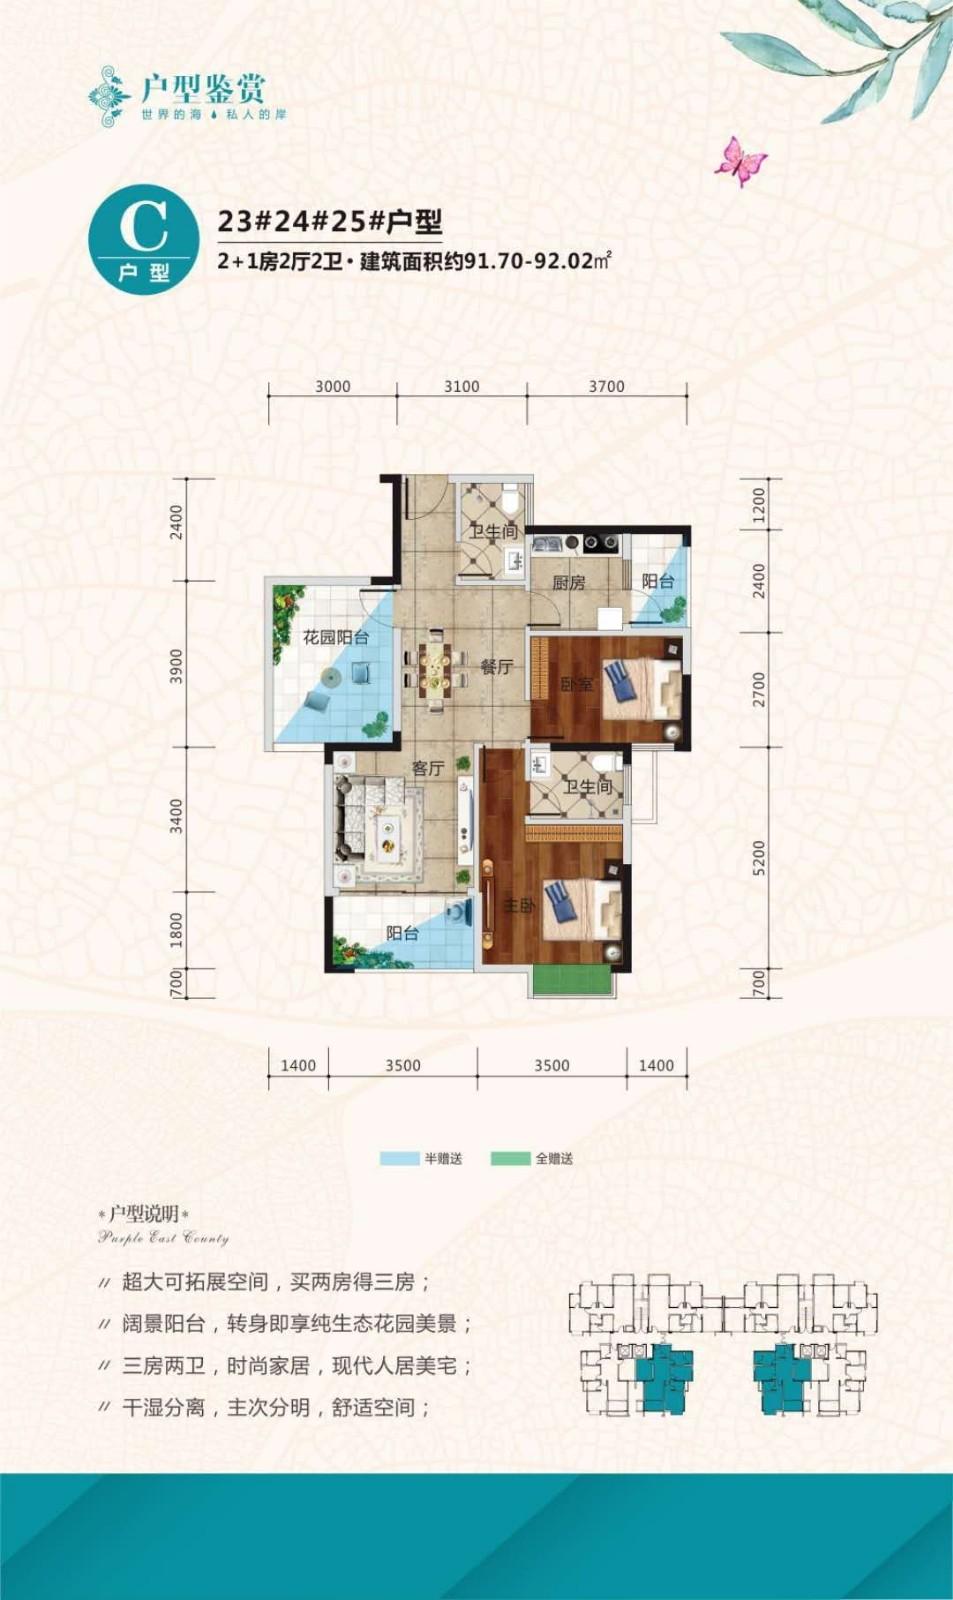 户型鉴赏
世界的海 私人的岸
C
户型
23#24#25#户型
2+1房2厅2卫·建筑面积约91.70-92.02㎡
3000 3100 3700
2400
3900
3400
1800
700
1200
2400
2700
5200
700
卫生间
厨房
阳台
花园阳台
餐厅
卧室
客厅
卫生间
主卧
阳台
1400 3500 3500 1400
半赠送 全赠送
*户型说明*
Purple East County
// 超大可拓展空间，买两房得三房；
// 阔景阳台，转身即享纯生态花园美景；
// 三房两卫，时尚家居，现代人居美宅；
// 干湿分离，主次分明，舒适空间；